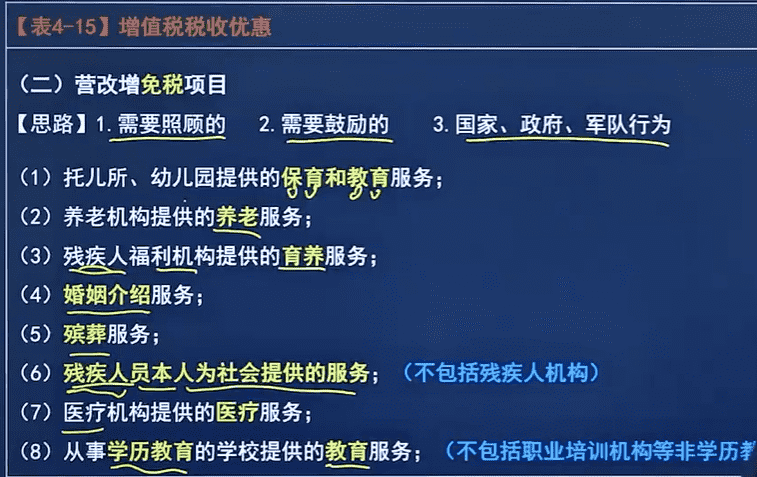 【表4-15】增值税税收优惠
（二）营改增免税项目
【思路】1.需要照顾的 2.需要鼓励的 3.国家、政府、军队行为
（1）托儿所、幼儿园提供的保育和教育服务；
（2）养老机构提供的养老服务；
（3）残疾人福利机构提供的育养服务；
（4）婚姻介绍服务；
（5）殡葬服务；
（6）残疾人员本人为社会提供的服务；（不包括残疾人机构）
（7）医疗机构提供的医疗服务；
（8）从事学历教育的学校提供的教育服务；（不包括职业培训机构等非学历